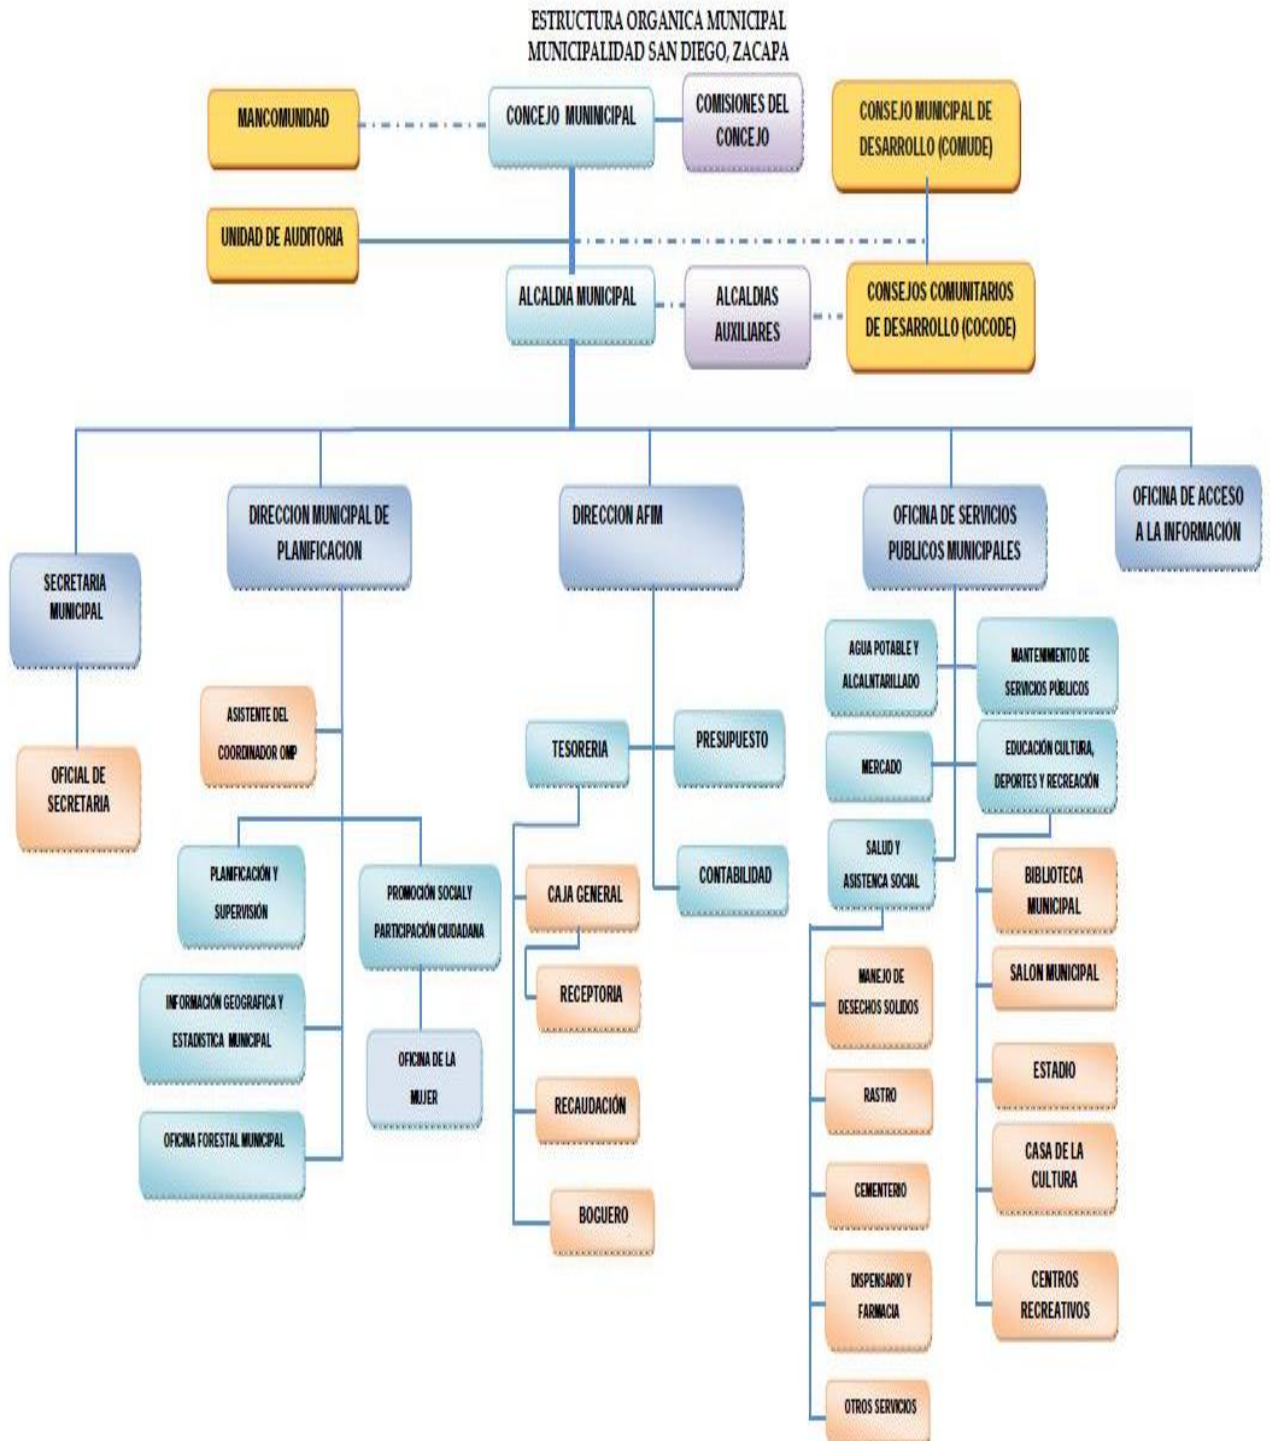 ESTRUCTURA ORGANICA MUNICIPAL
MUNICIPALIDAD SAN DIEGO, ZACAPA
MANCOMUNIDAD
CONCEJO MUNINICIPAL
COMISIONES DEL
CONCEJO
CONSEJO MUNICIPAL DE
DESARROLLO (COMUDE)
UNIDAD DE AUDITORIA
ALCALDIA MUNICIPAL
ALCALDIAS
AUXILIARES
CONSEJOS COMUNITARIOS
DE DESARROLLO (COCODE)
SECRETARIA
MUNICIPAL
DIRECCION MUNICIPAL DE
PLANIFICACION
DIRECCION AFIM
OFICINA DE SERVICIOS
PUBLICOS MUNICIPALES
OFICINA DE ACCESO
A LA INFORMACIÓN
OFICIAL DE
SECRETARIA
ASISTENTE DEL
COORDINADOR OMP
PLANIFICACIÓN Y
SUPERVISIÓN
PROMOCIÓN SOCIAL Y
PARTICIPACIÓN CIUDADANA
INFORMACIÓN GEOGRAFICA Y
ESTADISTICA MUNICIPAL
OFICINA DE LA
MUJER
OFICINA FORESTAL MUNICIPAL
TESORERIA
PRESUPUESTO
CONTABILIDAD
CAJA GENERAL
RECEPTORIA
RECAUDACIÓN
BOGUERO
AGUA POTABLE Y
ALCALNTARILLADO
MANTENIMIENTO DE
SERVICIOS PÚBLICOS
MERCADO
EDUCACIÓN CULTURA,
DEPORTES Y RECREACIÓN
SALUD Y
ASISTENCA SOCIAL
MANEJO DE
DESECHOS SOLIDOS
RASTRO
CEMENTERIO
DISPENSARIO Y
FARMACIA
OTROS SERVICIOS
BIBLIOTECA
MUNICIPAL
SALON MUNICIPAL
ESTADIO
CASA DE LA
CULTURA
CENTROS
RECREATIVOS